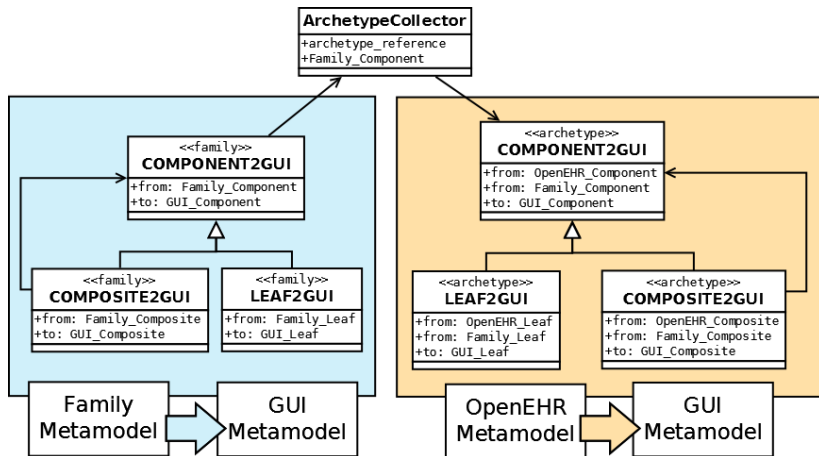 ArchetypeCollector
+archetype_reference
+Family_Component
<<family>>
COMPONENT2GUI
+from: Family_Component
+to: GUI_Component
<<family>>
COMPOSITE2GUI
+from: Family_Composite
+to: GUI_Composite
<<family>>
LEAF2GUI
+from: Family_Leaf
+to: GUI_Leaf
Family
Metamodel
GUI
Metamodel
<<archetype>>
COMPONENT2GUI
+from: OpenEHR_Component
+from: Family_Component
+to: GUI_Component
<<archetype>>
LEAF2GUI
+from: OpenEHR_Leaf
+from: Family_Leaf
+to: GUI_Leaf
<<archetype>>
COMPOSITE2GUI
+from: OpenEHR_Composite
+from: Family_Composite
+to: GUI_Composite
OpenEHR
Metamodel
GUI
Metamodel